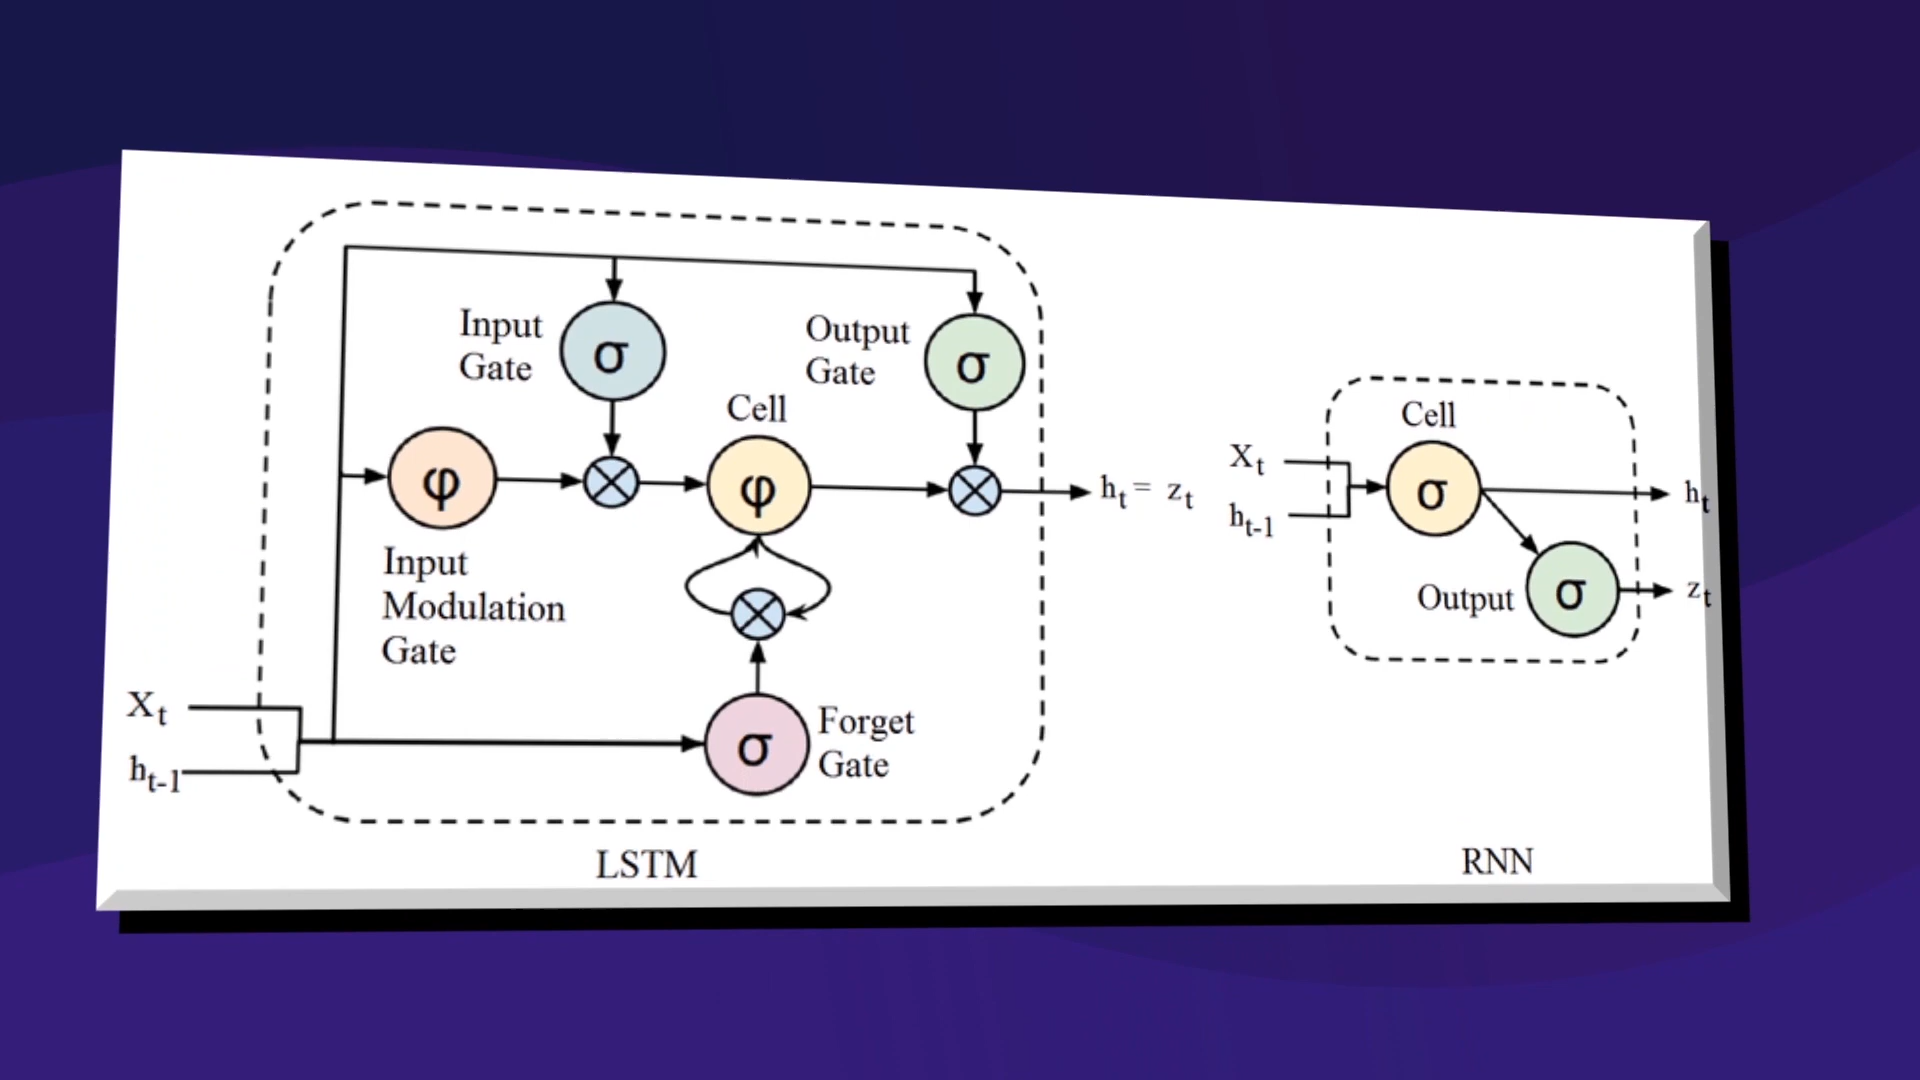 Input
Gate
σ
Output
Gate
σ
Cell
φ
φ
Input
Modulation
Gate
h_t = z_t
X_t
h_t-1
σ
Forget
Gate
LSTM
Cell
X_t
h_t-1
σ
h_t
Output
σ
z_t
RNN